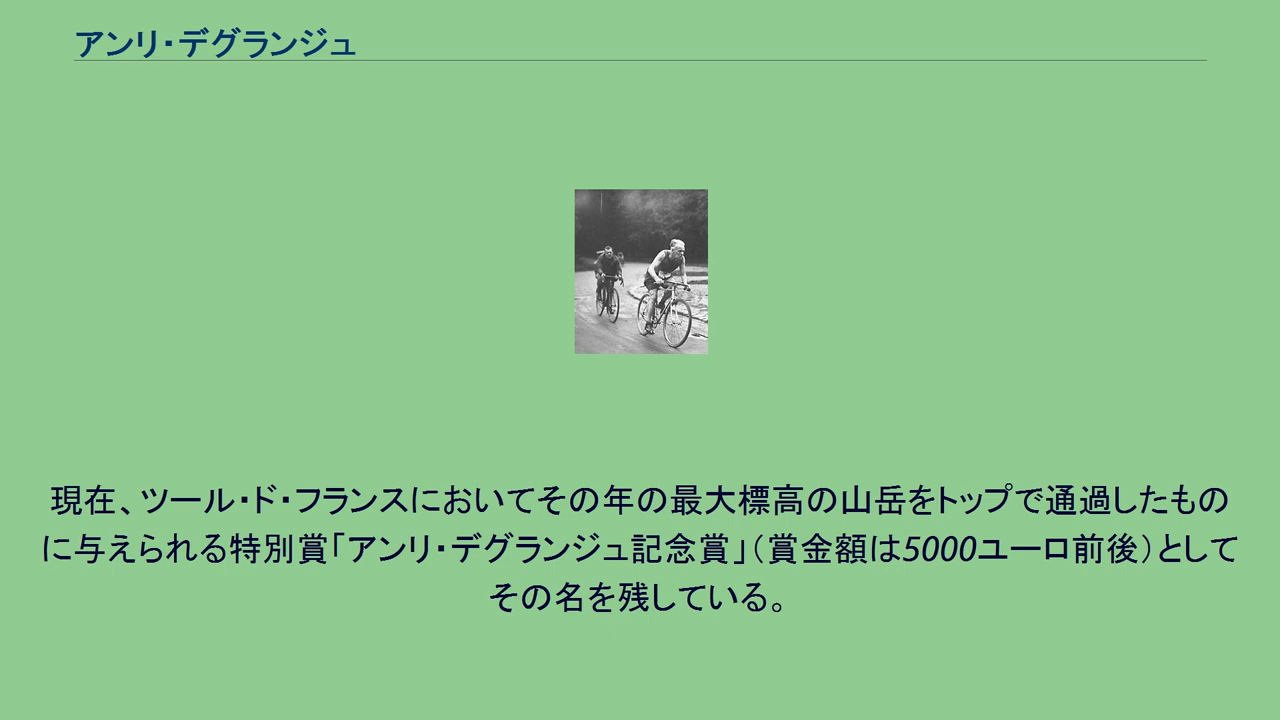 アンリ・デグランジュ
現在、ツール・ド・フランスにおいてその年の最大標高の山岳をトップで通過したもの
に与えられる特別賞「アンリ・デグランジュ記念賞」（賞金額は5000ユーロ前後）として
その名を残している。